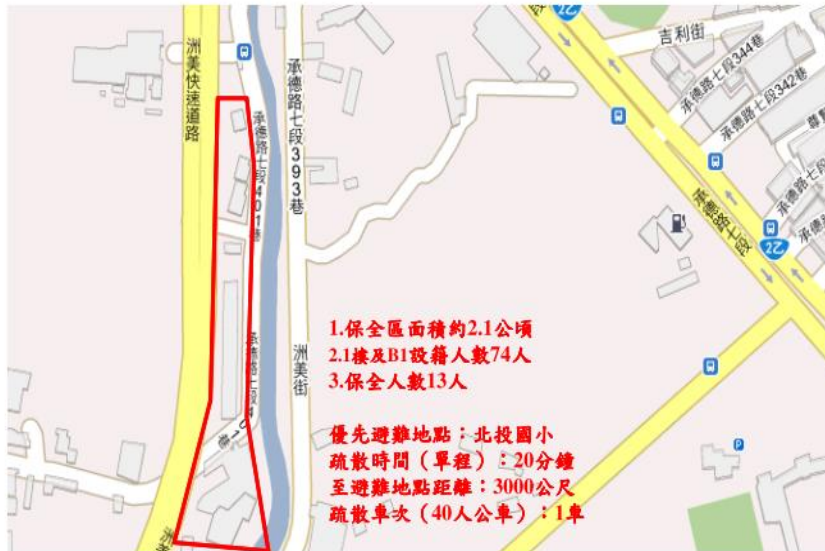 吉利街
承德路七段344巷
承德路七段342巷
洲美快速道路
承德路七段401巷
承德路七段393巷
2乙
承德路七段
2乙
洲美街
1.保全區面積約2.1公頃
2.1樓及B1設籍人數74人
3.保全人數13人
優先避難地點：北投國小
疏散時間（單程）：20分鐘
至避難地點距離：3000公尺
疏散車次（40人公車）：1車
P